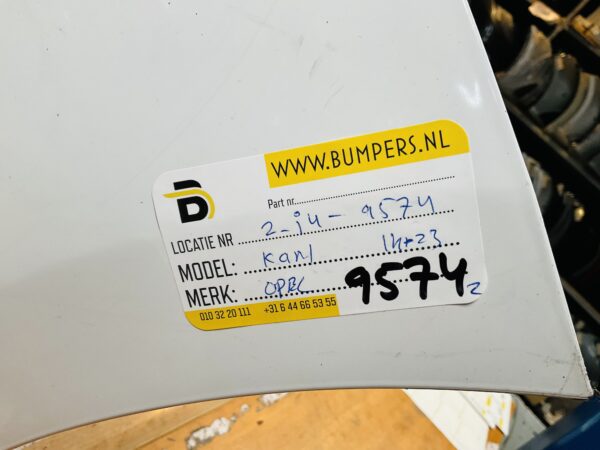 B
WWW.BUMPERS.NL
Part nr
LOCATIE NR 2-j4-9574
MODEL: Karl
MERK: OPEL 9574 2
010 32 20 111 +31 6 44 66 53 55